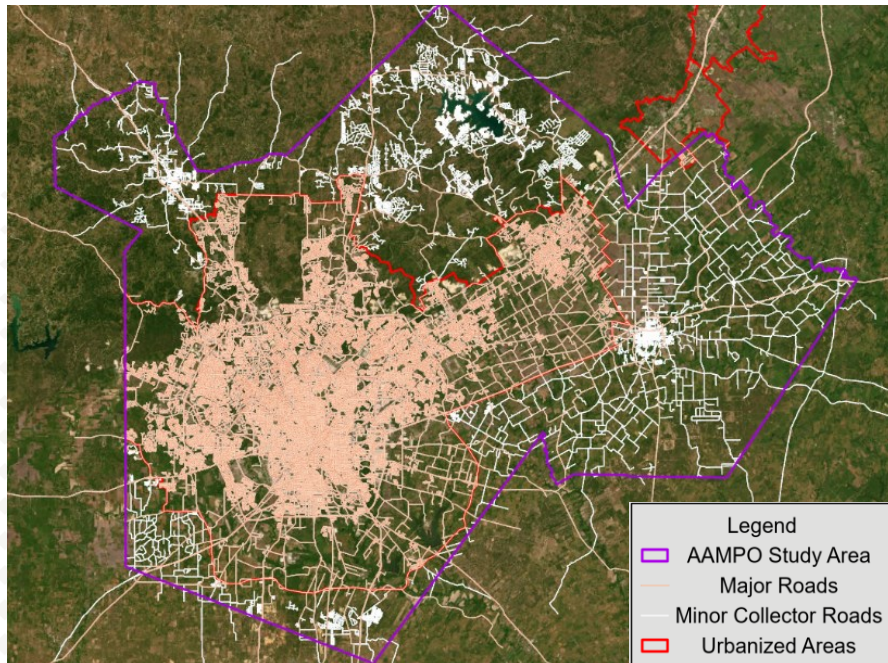 Legend
AAMPO Study Area
Major Roads
Minor Collector Roads
Urbanized Areas